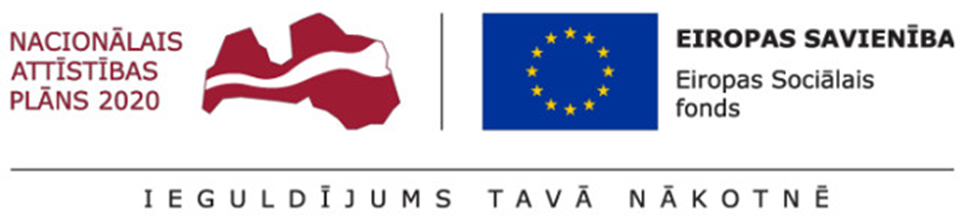 NACIONĀLAIS
ATTĪSTĪBAS
PLĀNS 2020
EIROPAS SAVIENĪBA
Eiropas Sociālais
fonds
IEGULDĪJUMS TAVĀ NĀKOTNĒ